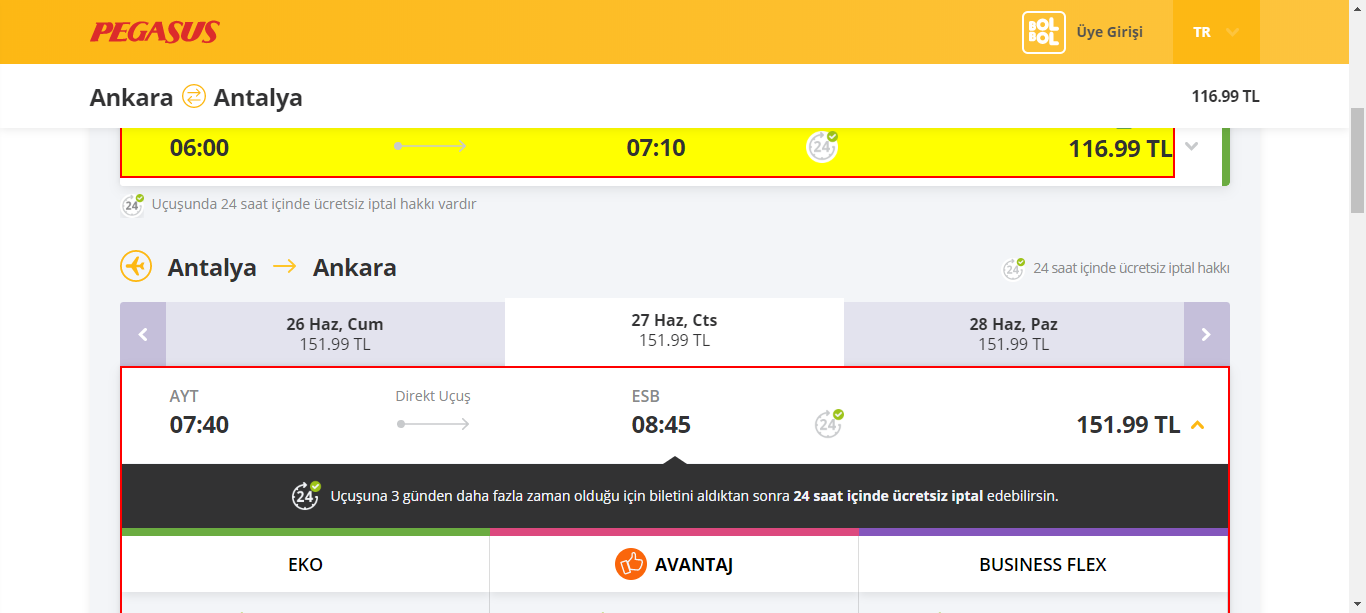 PEGASUS
BOL BOL
Üye Girişi
TR
Ankara Antalya
116.99 TL
06:00 07:10 24 116.99 TL
24 Uçuşunda 24 saat içinde ücretsiz iptal hakkı vardır
Antalya → Ankara
24 24 saat içinde ücretsiz iptal hakkı
26 Haz, Cum
151.99 TL
27 Haz, Cts
151.99 TL
28 Haz, Paz
151.99 TL
AYT Direkt Uçuş ESB
07:40 08:45 24 151.99 TL
24 Uçuşuna 3 günden daha fazla zaman olduğu için biletini aldıktan sonra 24 saat içinde ücretsiz iptal edebilirsin.
EKO AVANTAJ BUSINESS FLEX